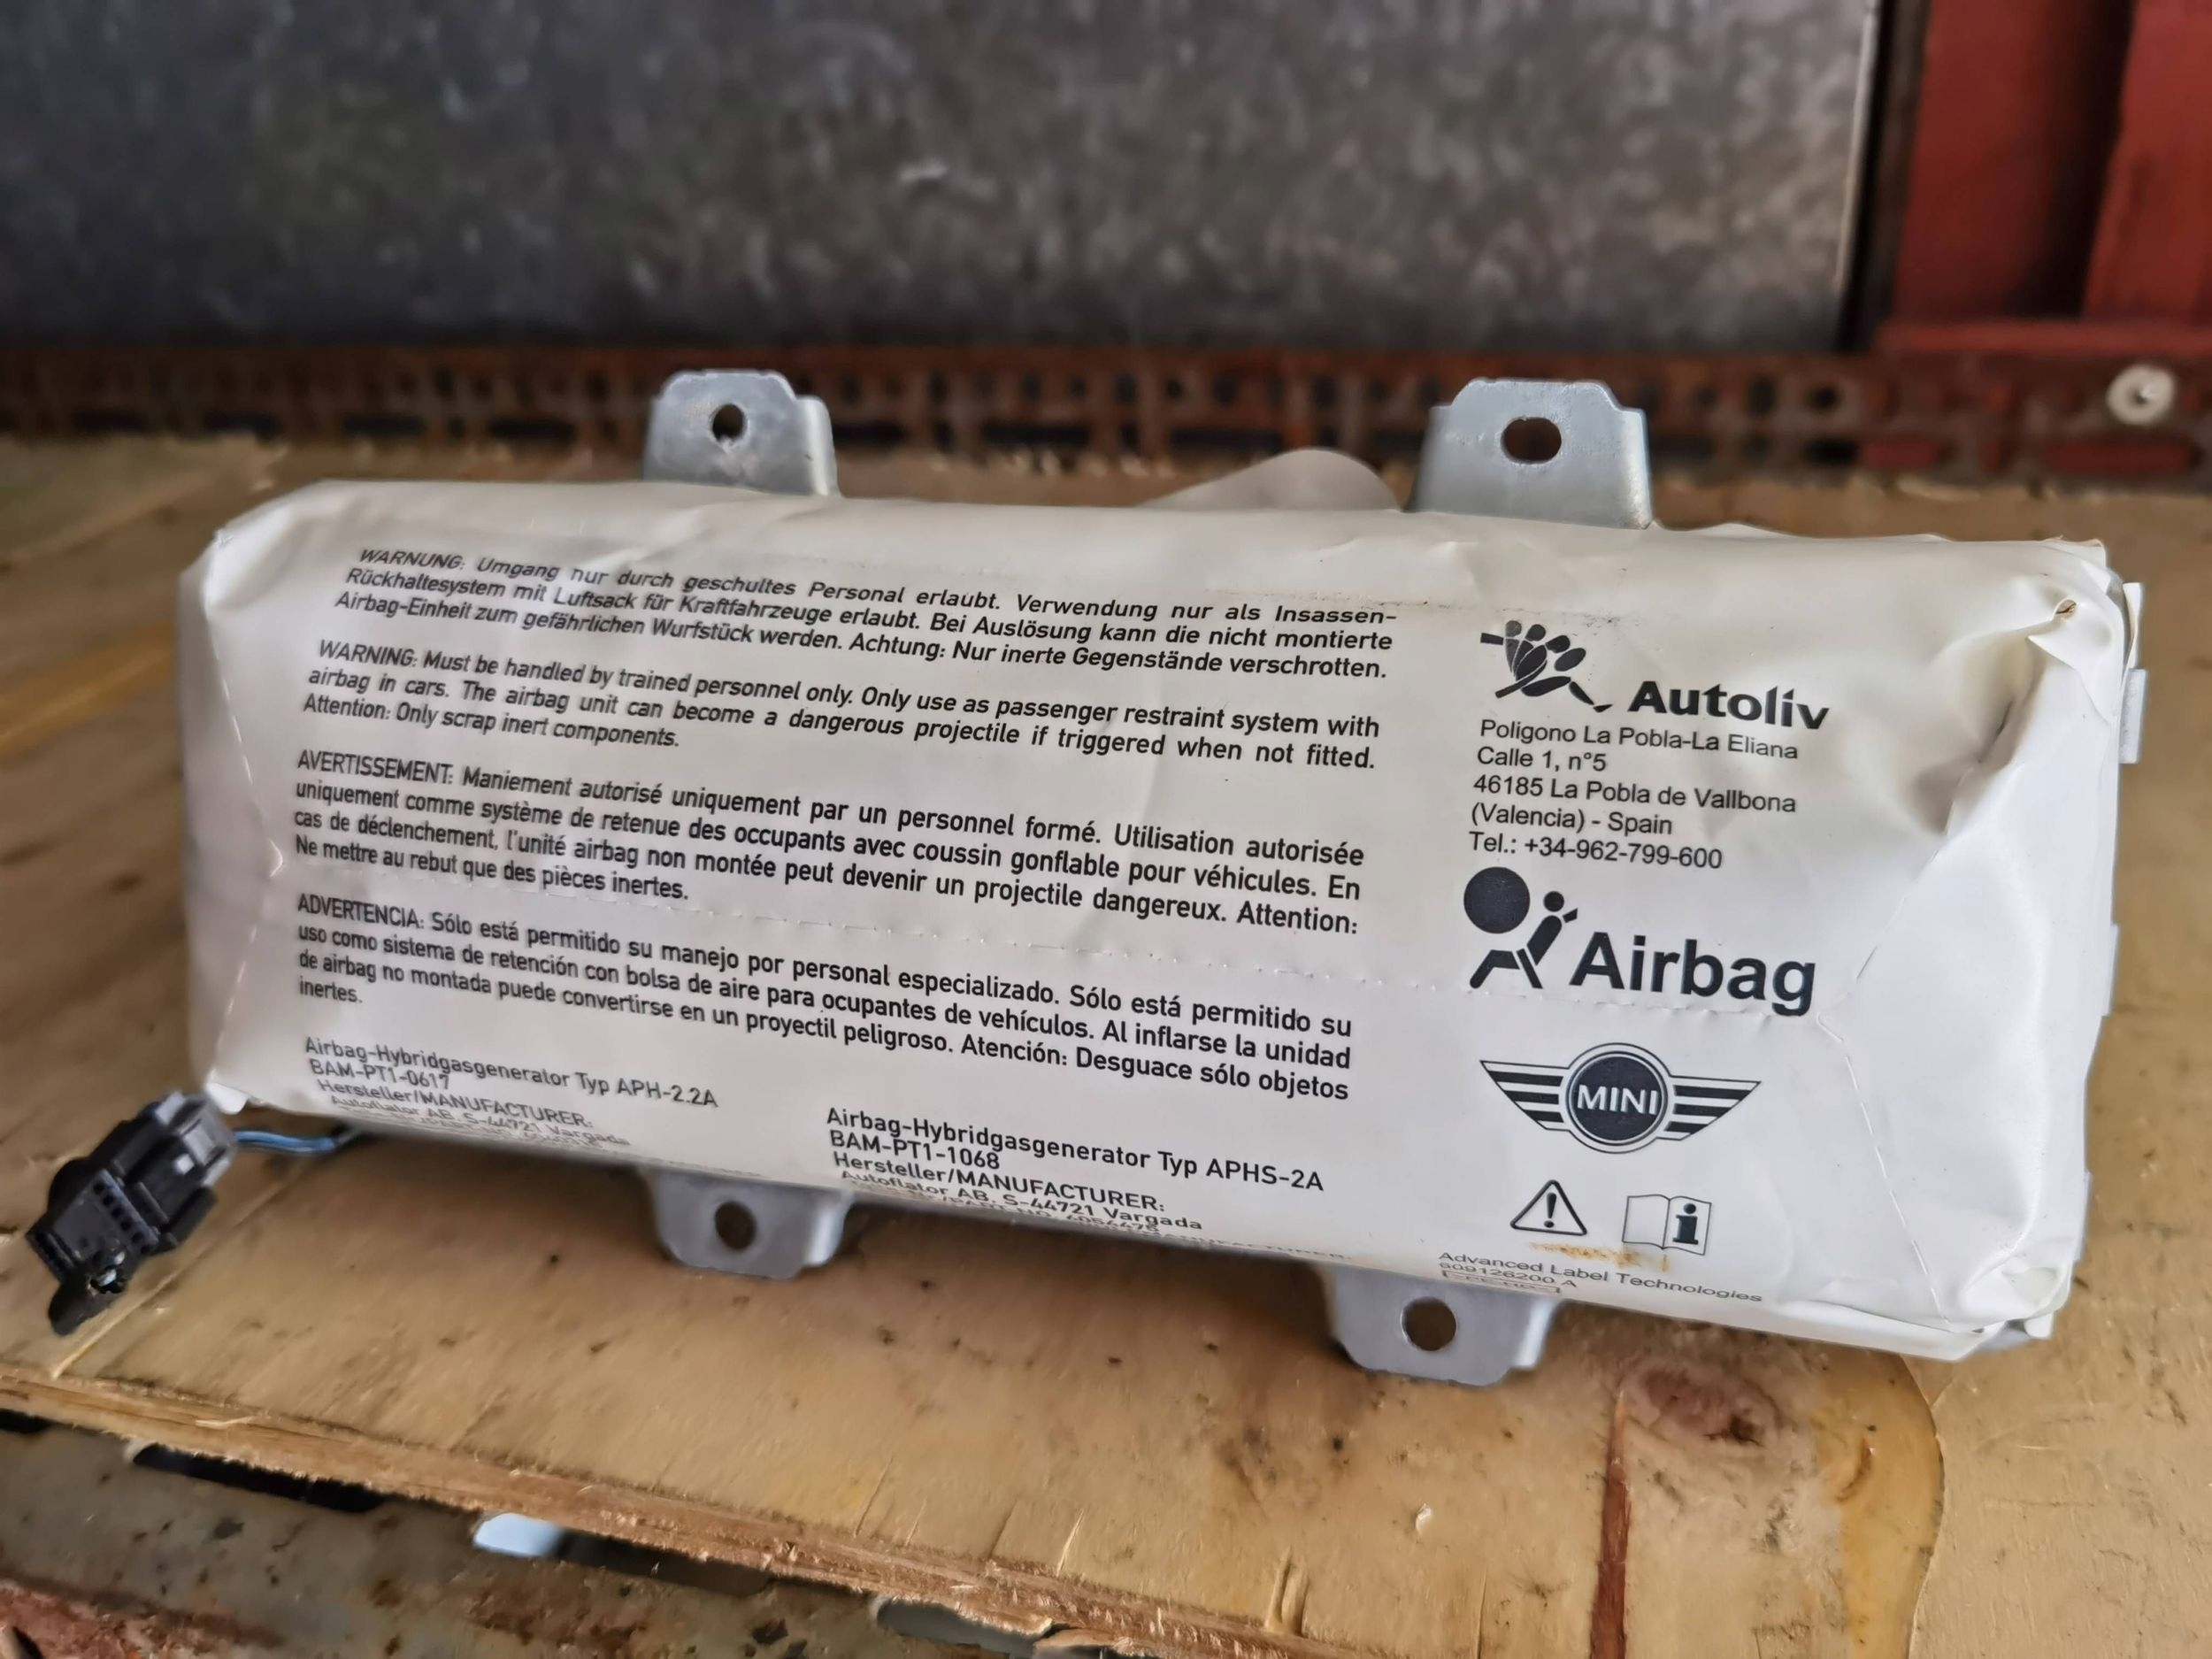 WARNUNG: Umgang nur durch geschultes Personal erlaubt. Verwendung nur als Insassen-
Rückhaltesystem mit Luftsack für Kraftfahrzeuge erlaubt. Bei Auslösung kann die nicht montierte
Airbag-Einheit zum gefährlichen Wurfstück werden. Achtung: Nur inerte Gegenstände verschrotten.
WARNING: Must be handled by trained personnel only. Only use as passenger restraint system with
airbag in cars. The airbag unit can become a dangerous projectile if triggered when not fitted.
Attention: Only scrap inert components.
AVERTISSEMENT: Maniement autorisé uniquement par un personnel formé. Utilisation autorisée
uniquement comme système de retenue des occupants avec coussin gonflable pour véhicules. En
cas de déclenchement, l'unité airbag non montée peut devenir un projectile dangereux. Attention:
Ne mettre au rebut que des pièces inertes.
ADVERTENCIA: Sólo está permitido su manejo por personal especializado. Sólo está permitido su
uso como sistema de retención con bolsa de aire para ocupantes de vehículos. Al inflarse la unidad
de airbag no montada puede convertirse en un proyectil peligroso. Atención: Desguace sólo objetos
inertes.
Airbag-Hybridgasgenerator Typ APH-2.2A
BAM-PT1-0617
Hersteller/MANUFACTURER:
Autoflator AB, S-44721 Vargada
Airbag-Hybridgasgenerator Typ APHS-2A
BAM-PT1-1068
Hersteller/MANUFACTURER:
Autoflator AB, S-44721 Vargada
Autoliv
Poligono La Pobla-La Eliana
Calle 1, n°5
46185 La Pobla de Vallbona
(Valencia) - Spain
Tel.: +34-962-799-600
Airbag
MINI
Advanced Label Technologies
609126200 A